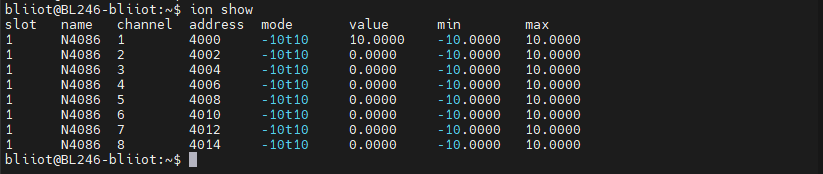 bliiot@BL246-bliiot:~$ ion show
slot name channel address mode value min max
1 N4086 1 4000 -10t10 10.0000 -10.0000 10.0000
1 N4086 2 4002 -10t10 0.0000 -10.0000 10.0000
1 N4086 3 4004 -10t10 0.0000 -10.0000 10.0000
1 N4086 4 4006 -10t10 0.0000 -10.0000 10.0000
1 N4086 5 4008 -10t10 0.0000 -10.0000 10.0000
1 N4086 6 4010 -10t10 0.0000 -10.0000 10.0000
1 N4086 7 4012 -10t10 0.0000 -10.0000 10.0000
1 N4086 8 4014 -10t10 0.0000 -10.0000 10.0000
bliiot@BL246-bliiot:~$